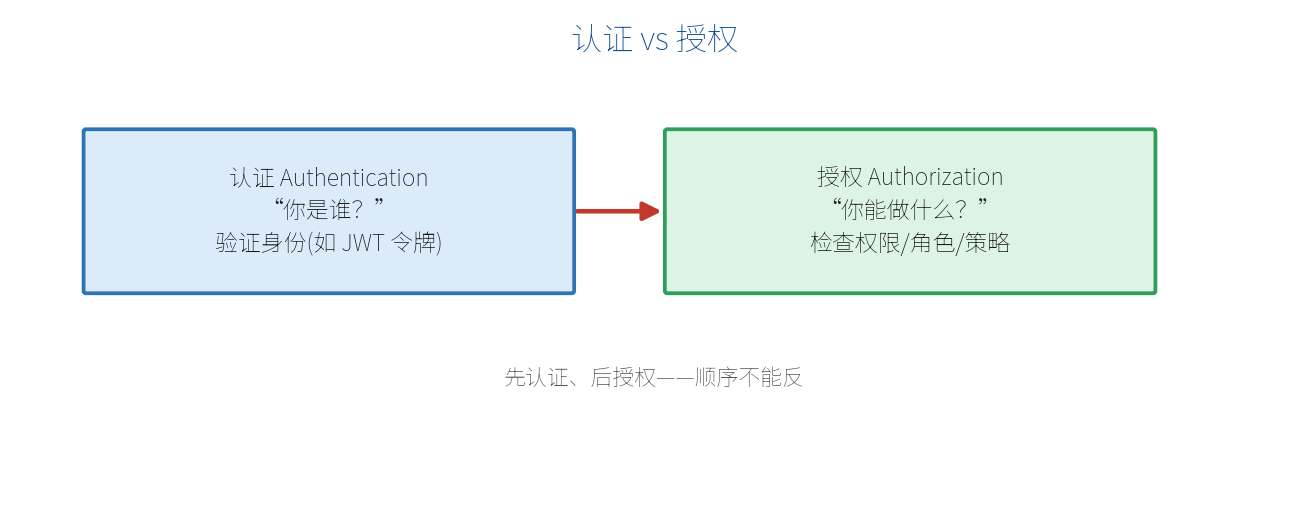 认证 vs 授权
认证 Authentication
“你是谁？”
验证身份(如 JWT 令牌)
授权 Authorization
“你能做什么？”
检查权限/角色/策略
先认证、后授权——顺序不能反